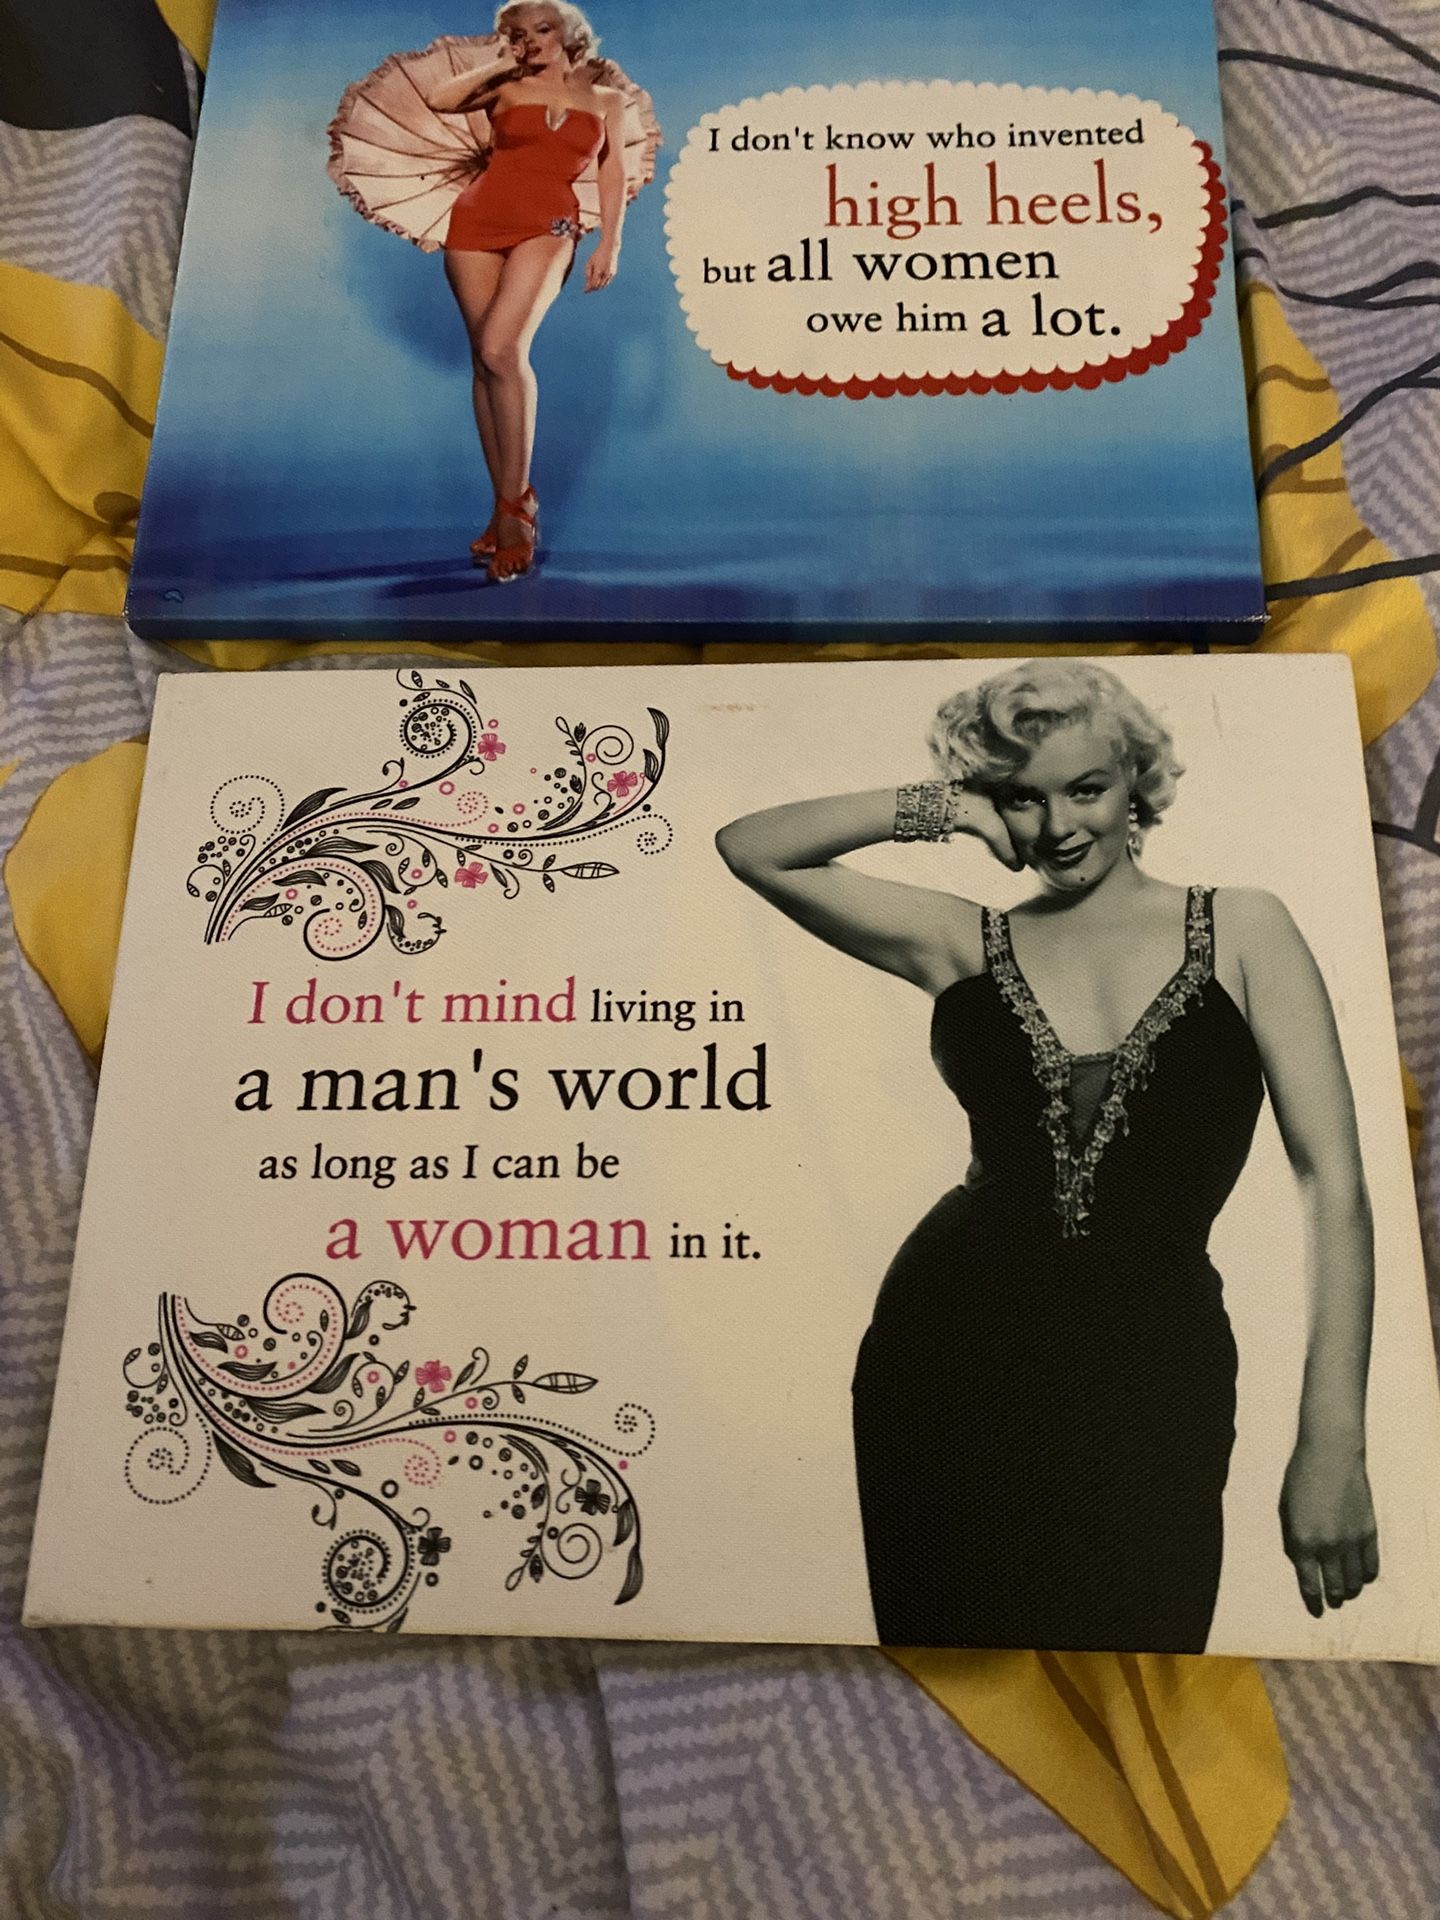 I don't know who invented
high heels,
but all women
owe him a lot.
I don't mind living in
a man's world
as long as I can be
a woman in it.